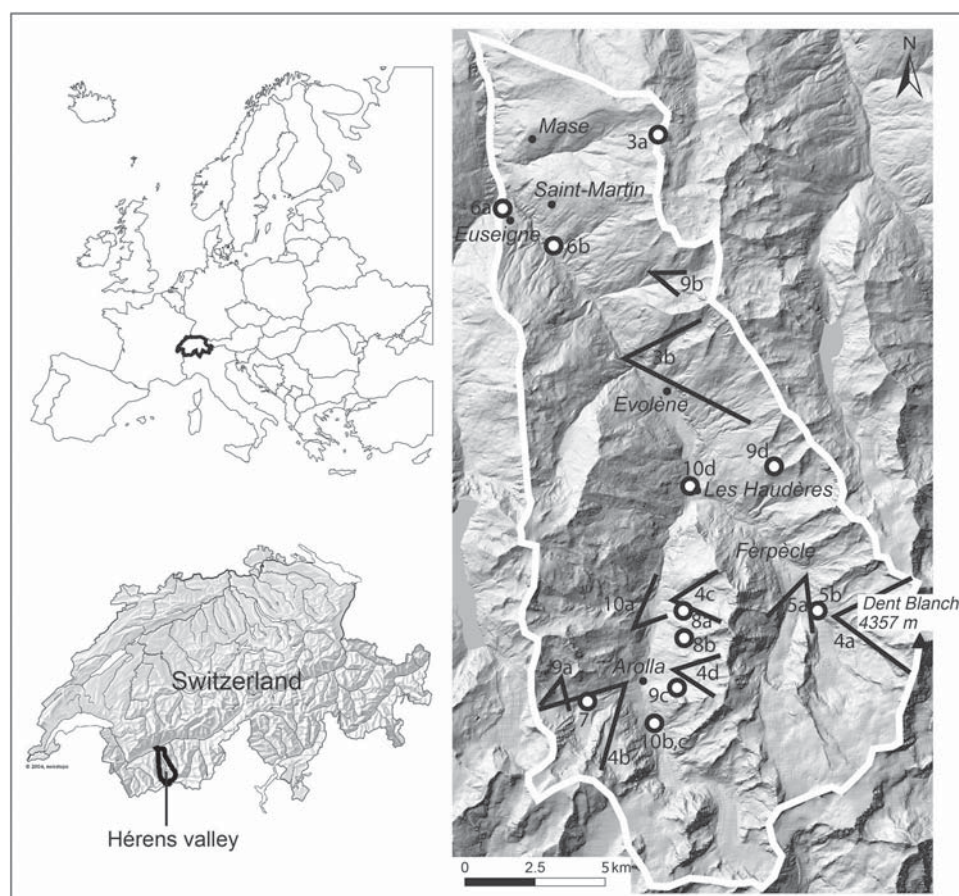 Switzerland
© 2004, swisstopo
Hérens valley
N
Mase
3a
Saint-Martin
6a
Euseigne
6b
9b
3b
Evolène
9d
10d
Les Haudères
Ferpècle
10a
4c
5a
5b
Dent Blanch
4357 m
8a
4a
8b
9a
Arolla
4d
9c
7
10b,c
4b
0 2.5 5 km